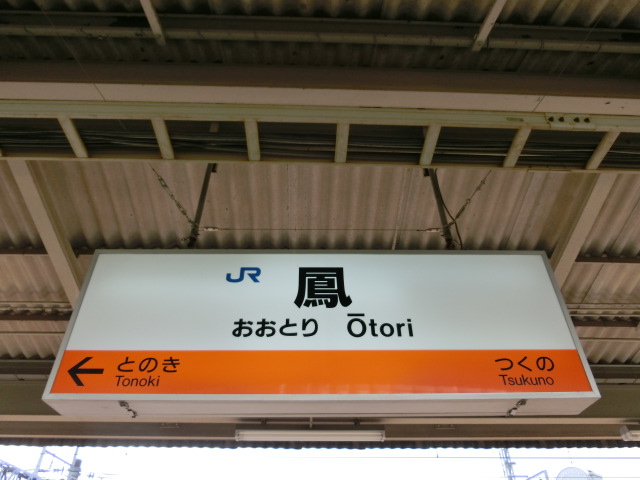 JR 鳳
おおとり Ōtori
とのき つくの
Tonoki Tsukuno